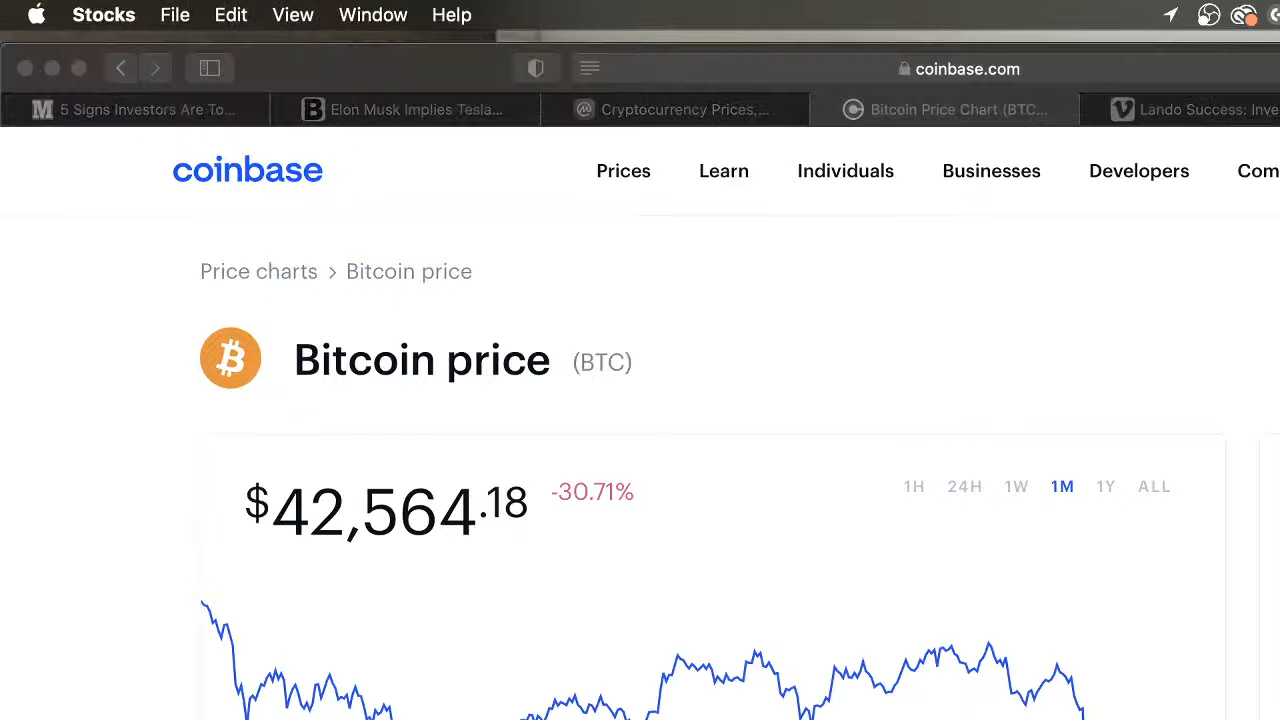 Stocks File Edit View Window Help
coinbase.com
5 Signs Investors Are To... Elon Musk Implies Tesla... Cryptocurrency Prices,... Bitcoin Price Chart (BTC... Lando Success: Inve
coinbase Prices Learn Individuals Businesses Developers Com
Price charts > Bitcoin price
Bitcoin price (BTC)
$42,564.18 -30.71% 1H 24H 1W 1M 1Y ALL